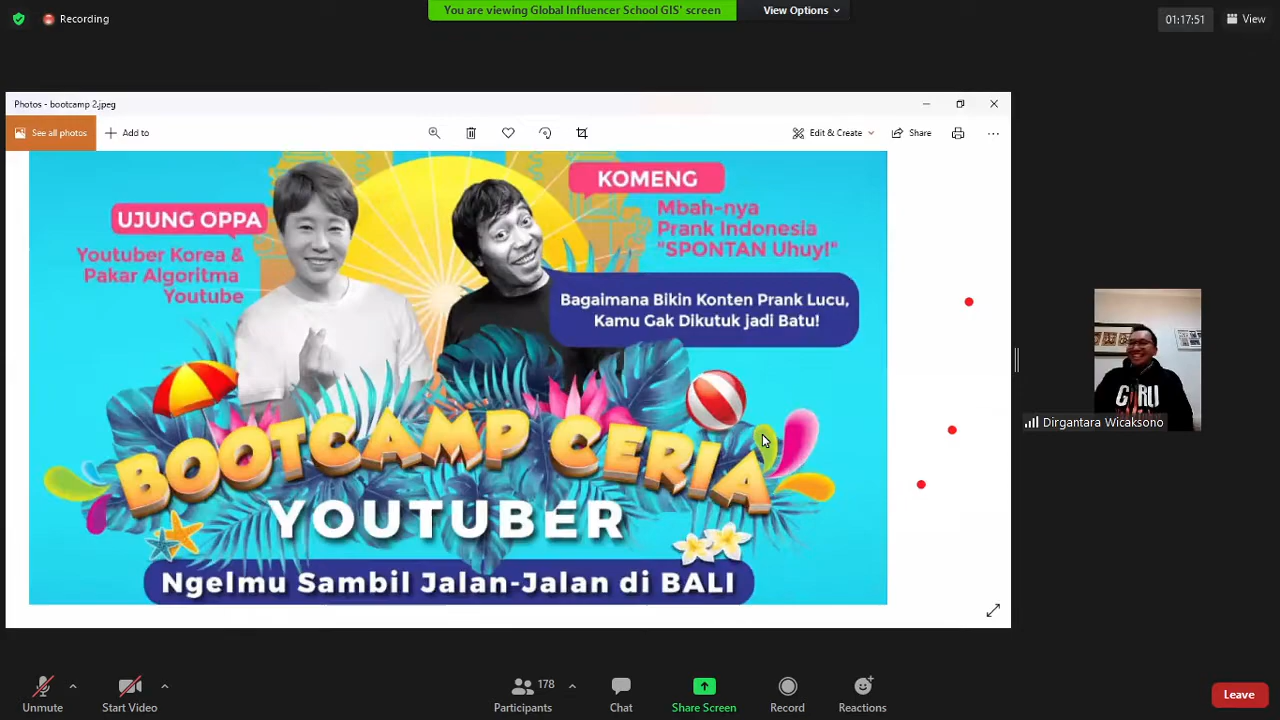 You are viewing Global Influencer School GIS' screen
View Options
Recording
01:17:51
View
Photos - bootcamp 2.jpeg
See all photos
Add to
Edit & Create
Share
UJUNG OPPA
Youtuber Korea &
Pakar Algoritma
Youtube
KOMENG
Mbah-nya
Prank Indonesia
"SPONTAN Uhuy!"
Bagaimana Bikin Konten Prank Lucu,
Kamu Gak Dikutuk jadi Batu!
BOOTCAMP CERIA
YOUTUBER
Ngelmu Sambil Jalan-Jalan di BALI
GURU
Dirgantara Wicaksono
Unmute
Start Video
178
Participants
Chat
Share Screen
Record
Reactions
Leave